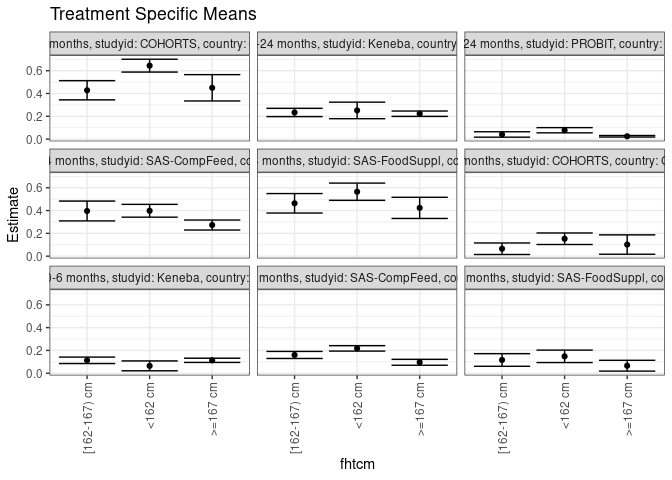 Treatment Specific Means
months, studyid: COHORTS, country:
-24 months, studyid: Keneba, country
24 months, studyid: PROBIT, country:
0.6
0.4
0.2
0.0
months, studyid: SAS-CompFeed, co
months, studyid: SAS-FoodSuppl, co
months, studyid: COHORTS, country:
0.6
0.4
0.2
0.0
0-6 months, studyid: Keneba, country:
months, studyid: SAS-CompFeed, co
months, studyid: SAS-FoodSuppl, co
0.6
0.4
0.2
0.0
[162-167) cm
<162 cm
>=167 cm
[162-167) cm
<162 cm
>=167 cm
[162-167) cm
<162 cm
>=167 cm
fhtcm
Estimate